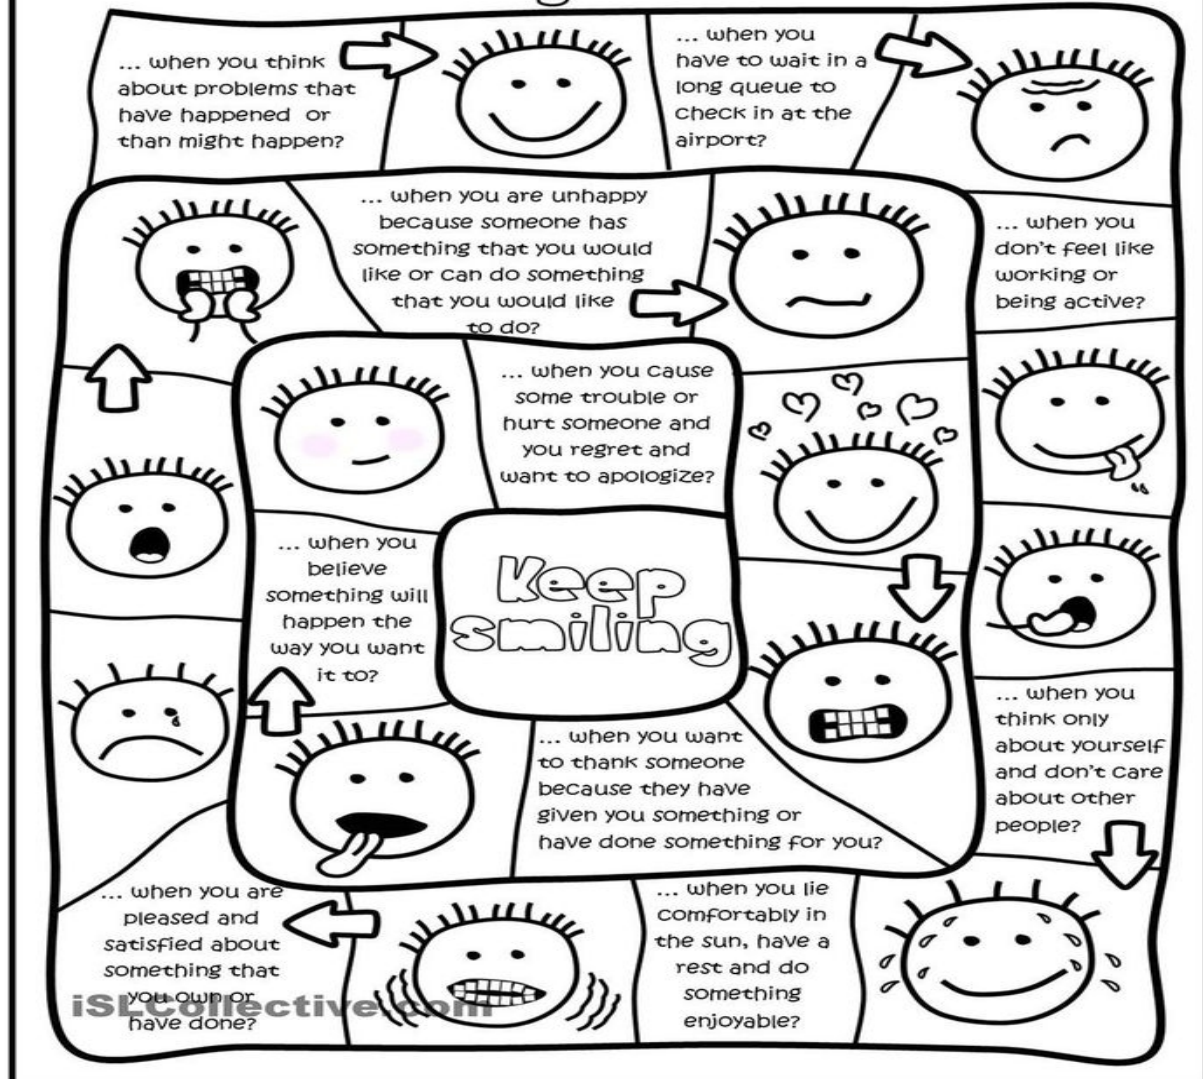 ... when you think
about problems that
have happened or
than might happen?
... when you
have to wait in a
long queue to
check in at the
airport?
... when you
don't feel like
working or
being active?
... when you
think only
about yourself
and don't care
about other
people?
... when you lie
comfortably in
the sun, have a
rest and do
something
enjoyable?
... when you are
pleased and
satisfied about
something that
you own or
have done?
... when you are unhappy
because someone has
something that you would
like or can do something
that you would like
to do?
... when you want
to thank someone
because they have
given you something or
have done something for you?
... when you
believe
something will
happen the
way you want
it to?
... when you cause
some trouble or
hurt someone and
you regret and
want to apologize?
Keep
smiling
iSLCollective.com